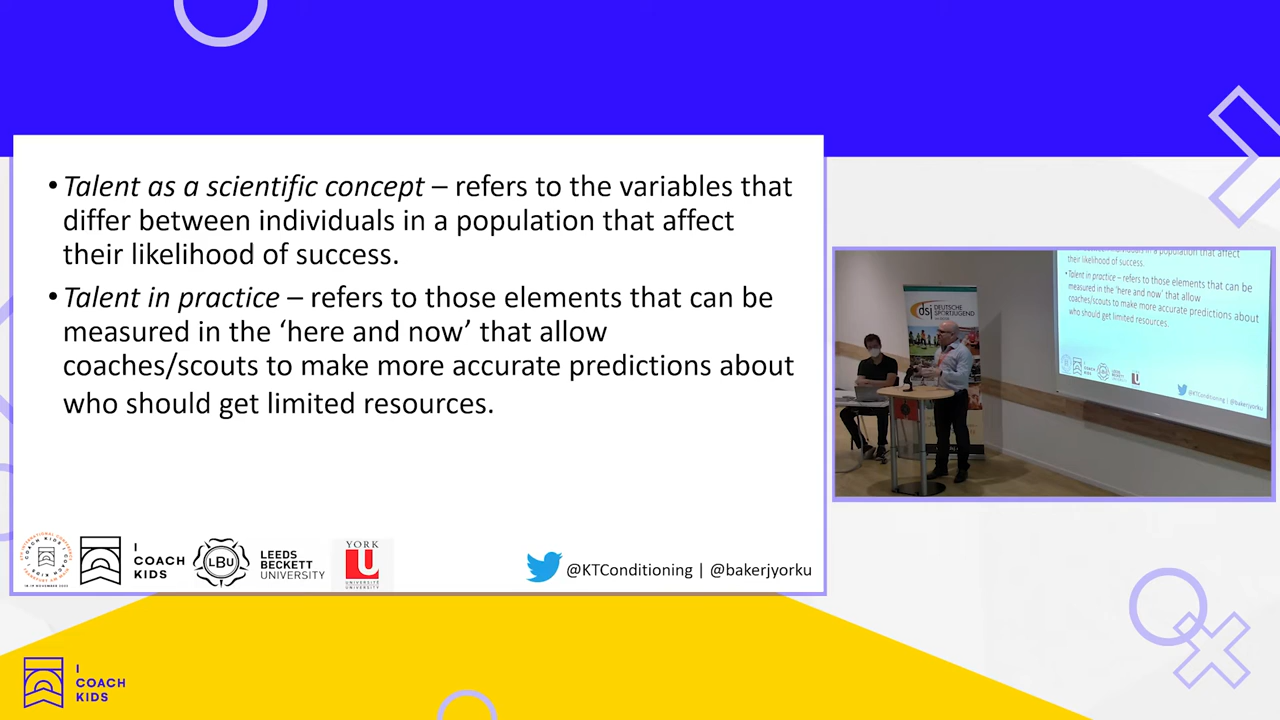 • Talent as a scientific concept – refers to the variables that
differ between individuals in a population that affect
their likelihood of success.
• Talent in practice – refers to those elements that can be
measured in the ‘here and now’ that allow
coaches/scouts to make more accurate predictions about
who should get limited resources.
I
COACH
KIDS
LBU
LEEDS
BECKETT
UNIVERSITY
YORK
U
UNIVERSITÉ
UNIVERSITY
@KTConditioning | @bakerjyorku
their likelihood of success.
• Talent in practice – refers to those elements that can be
measured in the ‘here and now’ that allow
coaches/scouts to make more accurate predictions about
who should get limited resources.
@KTConditioning | @bakerjyorku
dsj
DEUTSCHE
SPORTJUGEND
I
COACH
KIDS